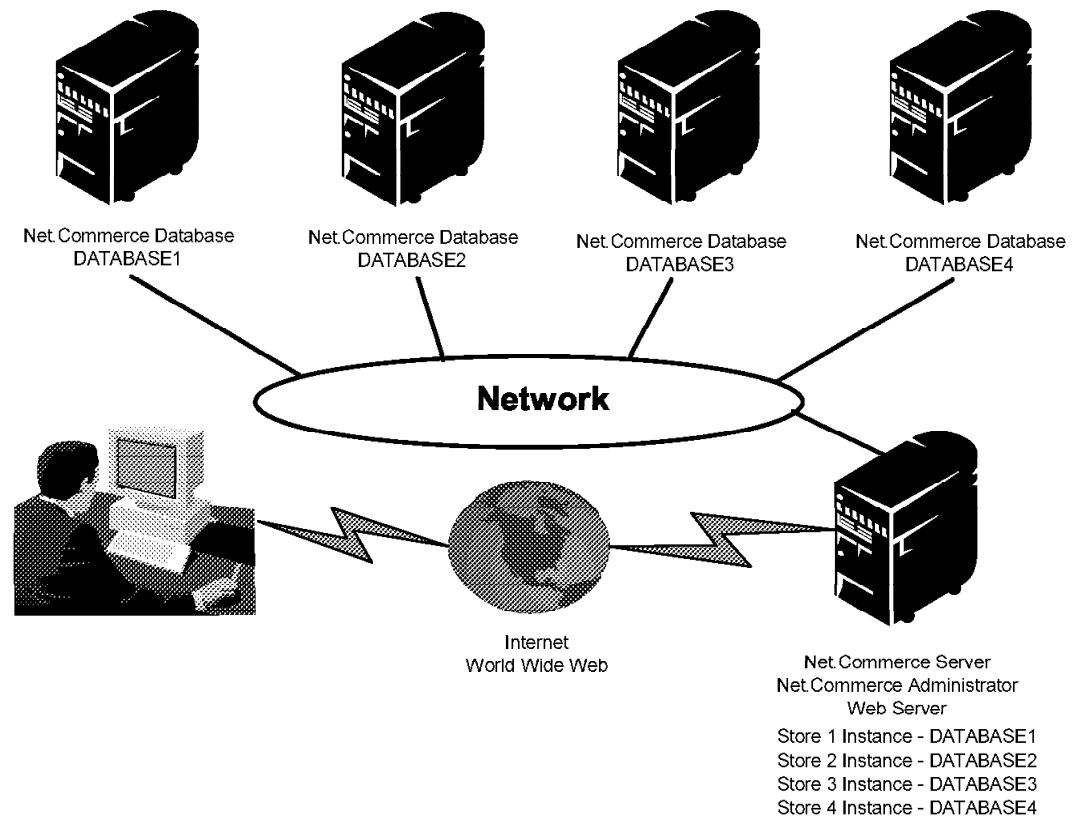 Net.Commerce Database
DATABASE1
Net.Commerce Database
DATABASE2
Net.Commerce Database
DATABASE3
Net.Commerce Database
DATABASE4
Network
Internet
World Wide Web
Net.Commerce Server
Net.Commerce Administrator
Web Server
Store 1 Instance - DATABASE1
Store 2 Instance - DATABASE2
Store 3 Instance - DATABASE3
Store 4 Instance - DATABASE4